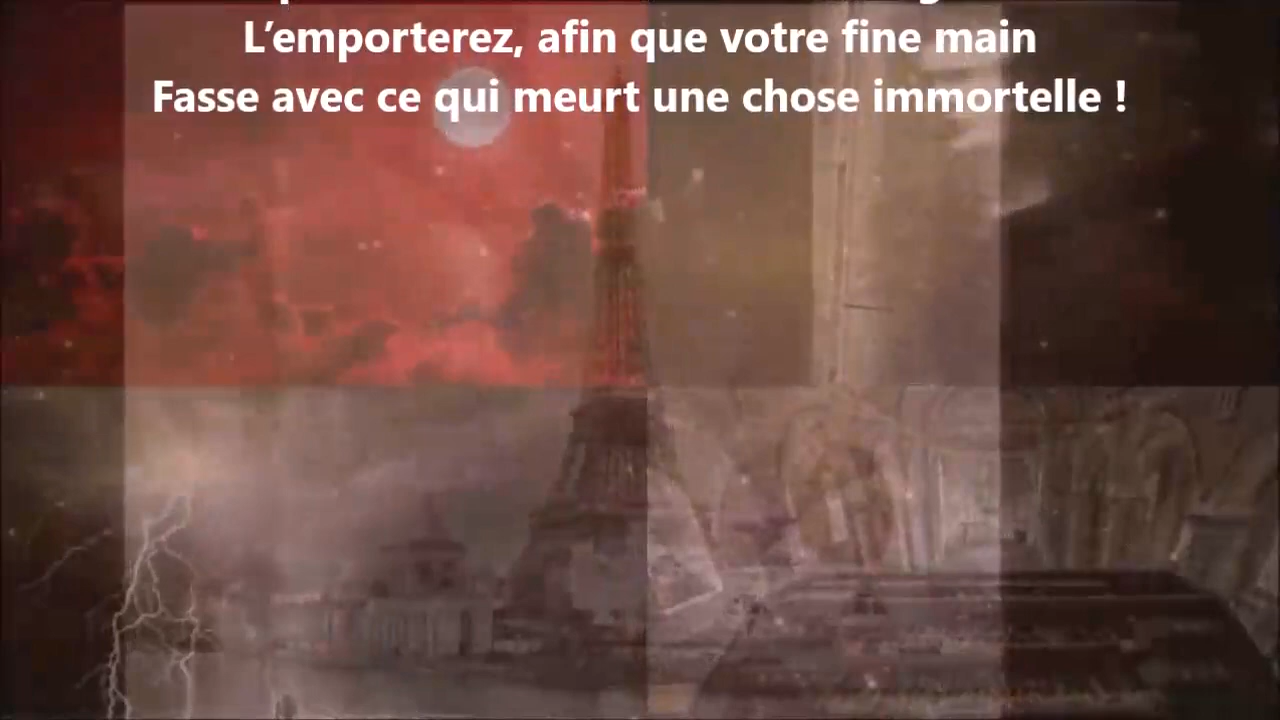 L’emporterez, afin que votre fine main
Fasse avec ce qui meurt une chose immortelle !